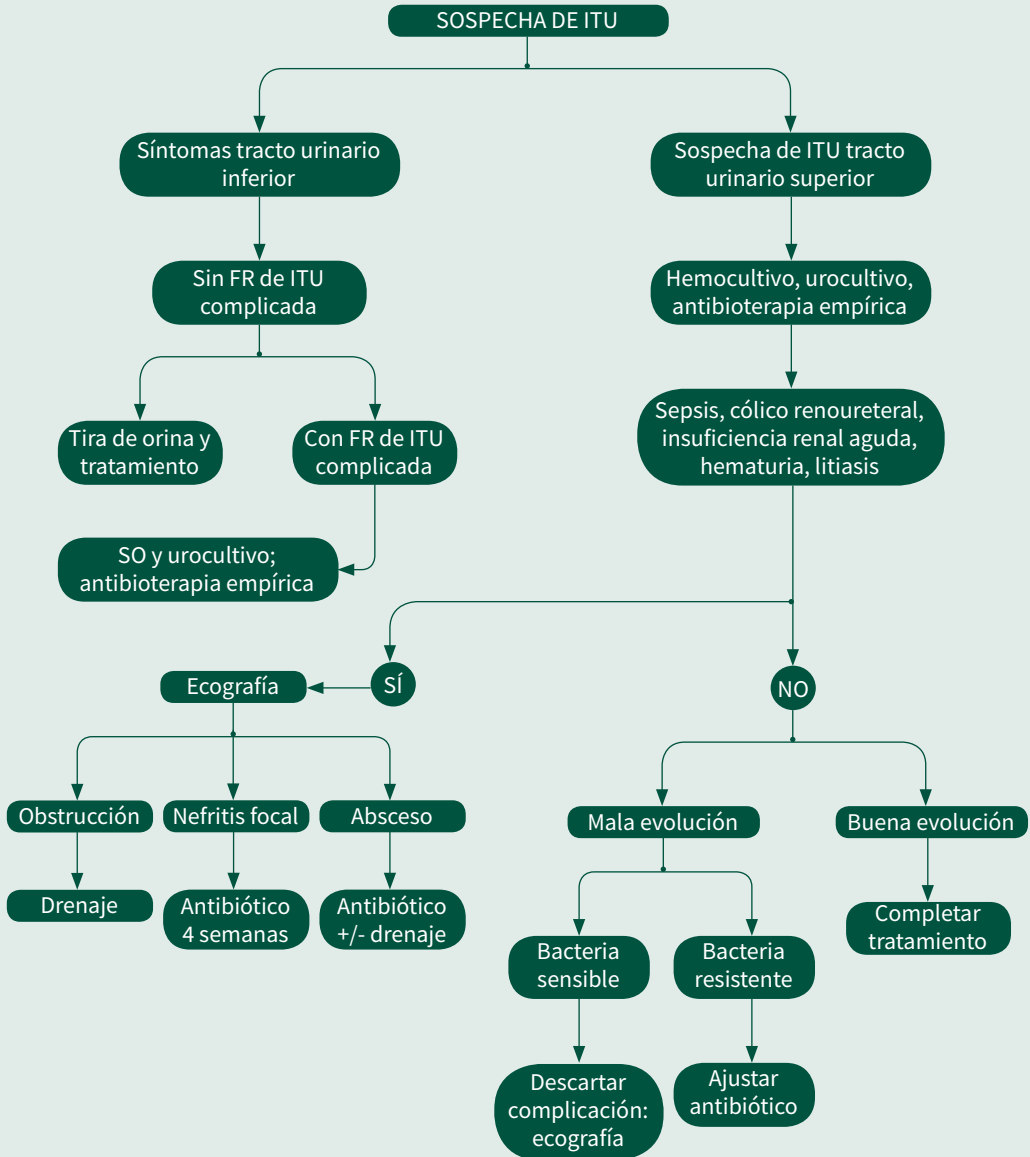 SOSPECHA DE ITU
Síntomas tracto urinario
inferior
Sospecha de ITU tracto
urinario superior
Sin FR de ITU
complicada
Hemocultivo, urocultivo,
antibioterapia empírica
Tira de orina y
tratamiento
Con FR de ITU
complicada
Sepsis, cólico renoureteral,
insuficiencia renal aguda,
hematuria, litiasis
SO y urocultivo;
antibioterapia empírica
Ecografía
SÍ
NO
Obstrucción
Nefritis focal
Absceso
Mala evolución
Buena evolución
Drenaje
Antibiótico
4 semanas
Antibiótico
+/- drenaje
Completar
tratamiento
Bacteria
sensible
Bacteria
resistente
Descartar
complicación:
ecografía
Ajustar
antibiótico